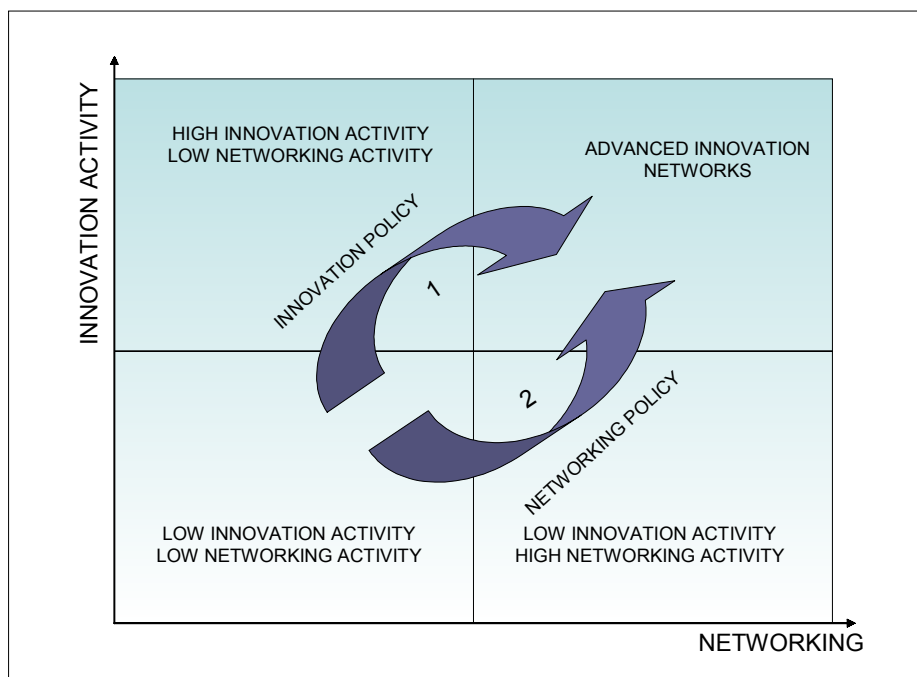 INNOVATION ACTIVITY
HIGH INNOVATION ACTIVITY
LOW NETWORKING ACTIVITY
ADVANCED INNOVATION
NETWORKS
INNOVATION POLICY
1
2
NETWORKING POLICY
LOW INNOVATION ACTIVITY
LOW NETWORKING ACTIVITY
LOW INNOVATION ACTIVITY
HIGH NETWORKING ACTIVITY
NETWORKING